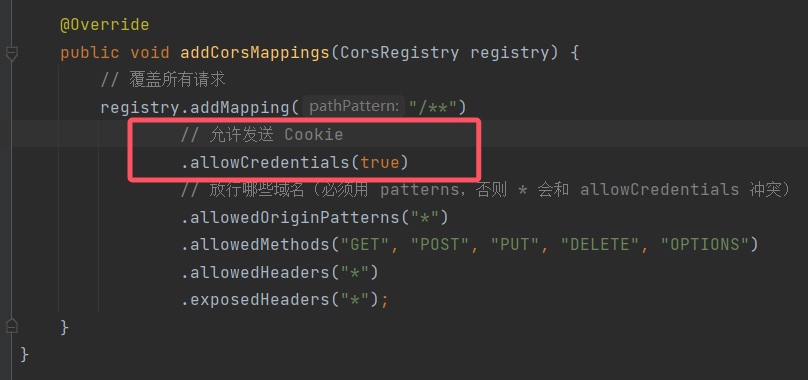 @Override
public void addCorsMappings(CorsRegistry registry) {
// 覆盖所有请求
registry.addMapping( pathPattern: "/**")
// 允许发送 Cookie
.allowCredentials(true)
// 放行哪些域名（必须用 patterns，否则 * 会和 allowCredentials 冲突）
.allowedOriginPatterns("*")
.allowedMethods("GET", "POST", "PUT", "DELETE", "OPTIONS")
.allowedHeaders("*")
.exposedHeaders("*");
}
}